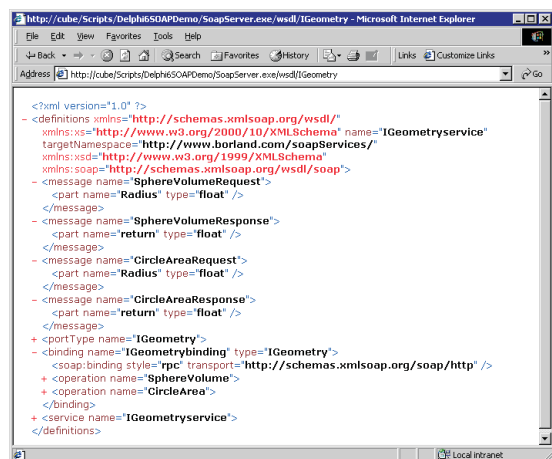 http://cube/Scripts/Delphi6SOAPDemo/SoapServer.exe/wsdl/IGeometry - Microsoft Internet Explorer
File Edit View Favorites Tools Help
Back Search Favorites History Links Customize Links »
Address http://cube/Scripts/Delphi6SOAPDemo/SoapServer.exe/wsdl/IGeometry Go
<?xml version="1.0" ?>
- <definitions xmlns="http://schemas.xmlsoap.org/wsdl/"
xmlns:xs="http://www.w3.org/2000/10/XMLSchema" name="IGeometryservice"
targetNamespace="http://www.borland.com/soapServices/"
xmlns:xsd="http://www.w3.org/1999/XMLSchema"
xmlns:soap="http://schemas.xmlsoap.org/wsdl/soap">
- <message name="SphereVolumeRequest">
<part name="Radius" type="float" />
</message>
- <message name="SphereVolumeResponse">
<part name="return" type="float" />
</message>
- <message name="CircleAreaRequest">
<part name="Radius" type="float" />
</message>
- <message name="CircleAreaResponse">
<part name="return" type="float" />
</message>
+ <portType name="IGeometry">
- <binding name="IGeometrybinding" type="IGeometry">
<soap:binding style="rpc" transport="http://schemas.xmlsoap.org/soap/http" />
+ <operation name="SphereVolume">
+ <operation name="CircleArea">
</binding>
+ <service name="IGeometryservice">
</definitions>
Local intranet